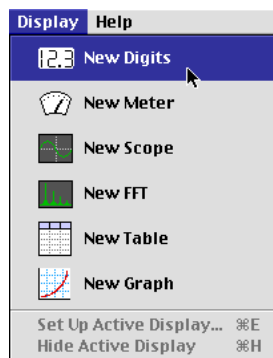 Display Help
12.3 New Digits
New Meter
New Scope
New FFT
New Table
New Graph
Set Up Active Display... ⌘E
Hide Active Display ⌘H